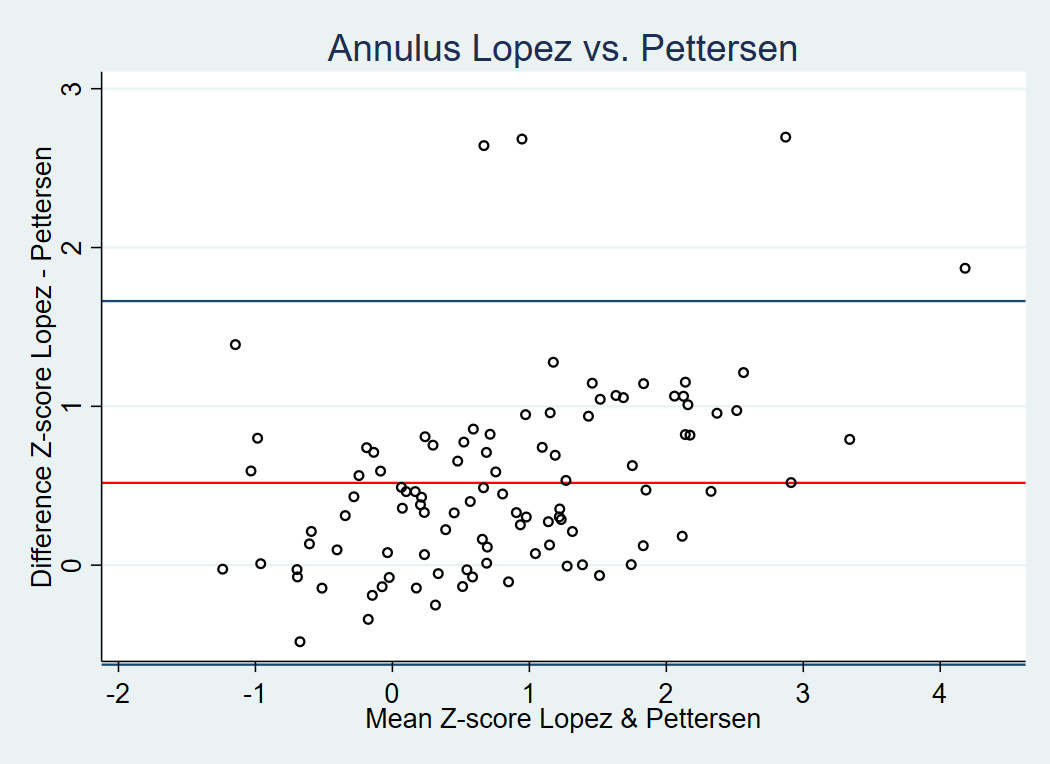 Annulus Lopez vs. Pettersen
Difference Z-score Lopez - Pettersen
3
2
1
0
-2 -1 0 1 2 3 4
Mean Z-score Lopez & Pettersen